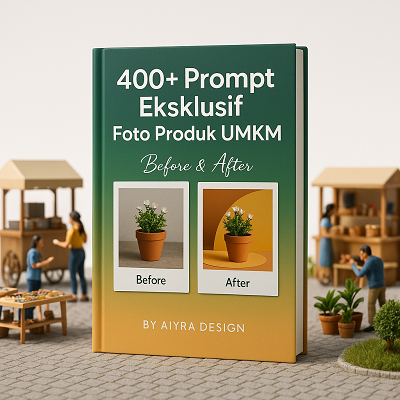 400+ Prompt
Eksklusif
Foto Produk UMKM
Before & After
Before
After
BY AIYRA DESIGN